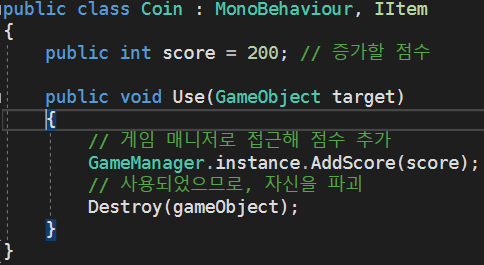 public class Coin : MonoBehaviour, IItem
{
public int score = 200; // 증가할 점수
public void Use(GameObject target)
{
// 게임 매니저로 접근해 점수 추가
GameManager.instance.AddScore(score);
// 사용되었으므로, 자신을 파괴
Destroy(gameObject);
}
}